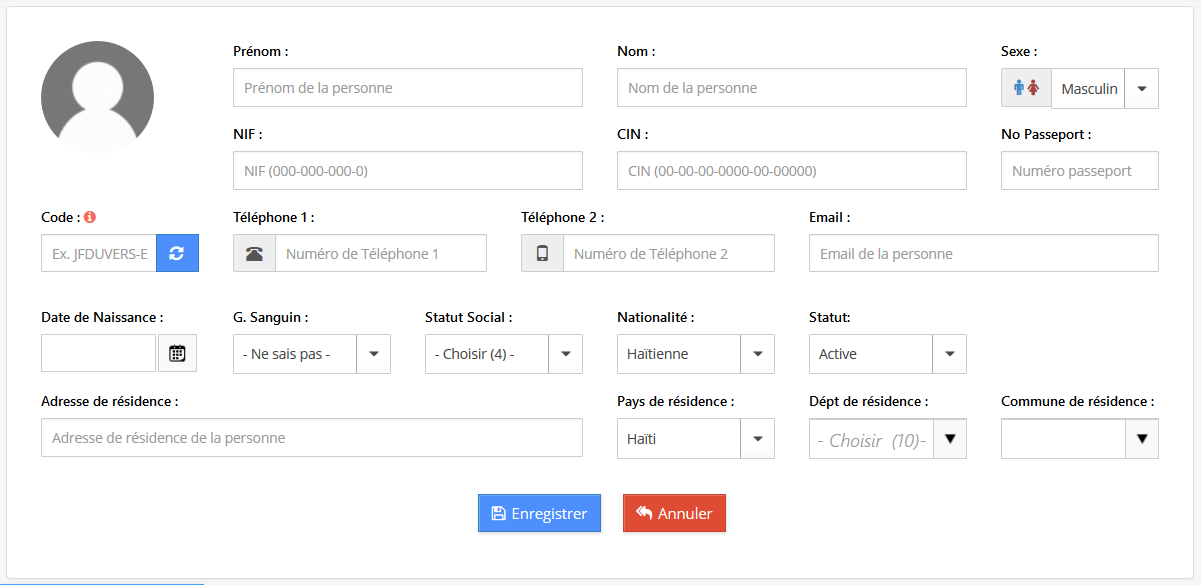 Prénom : Nom : Sexe :
Prénom de la personne Nom de la personne Masculin
NIF : CIN : No Passeport :
NIF (000-000-000-0) CIN (00-00-00-0000-00-00000) Numéro passeport
Code : Téléphone 1 : Téléphone 2 : Email :
Ex. JFDUVERS-E Numéro de Téléphone 1 Numéro de Téléphone 2 Email de la personne
Date de Naissance : G. Sanguin : Statut Social : Nationalité : Statut:
- Ne sais pas - - Choisir (4) - Haïtienne Active
Adresse de résidence : Pays de résidence : Dépt de résidence : Commune de résidence :
Adresse de résidence de la personne Haïti - Choisir (10)-
Enregistrer Annuler